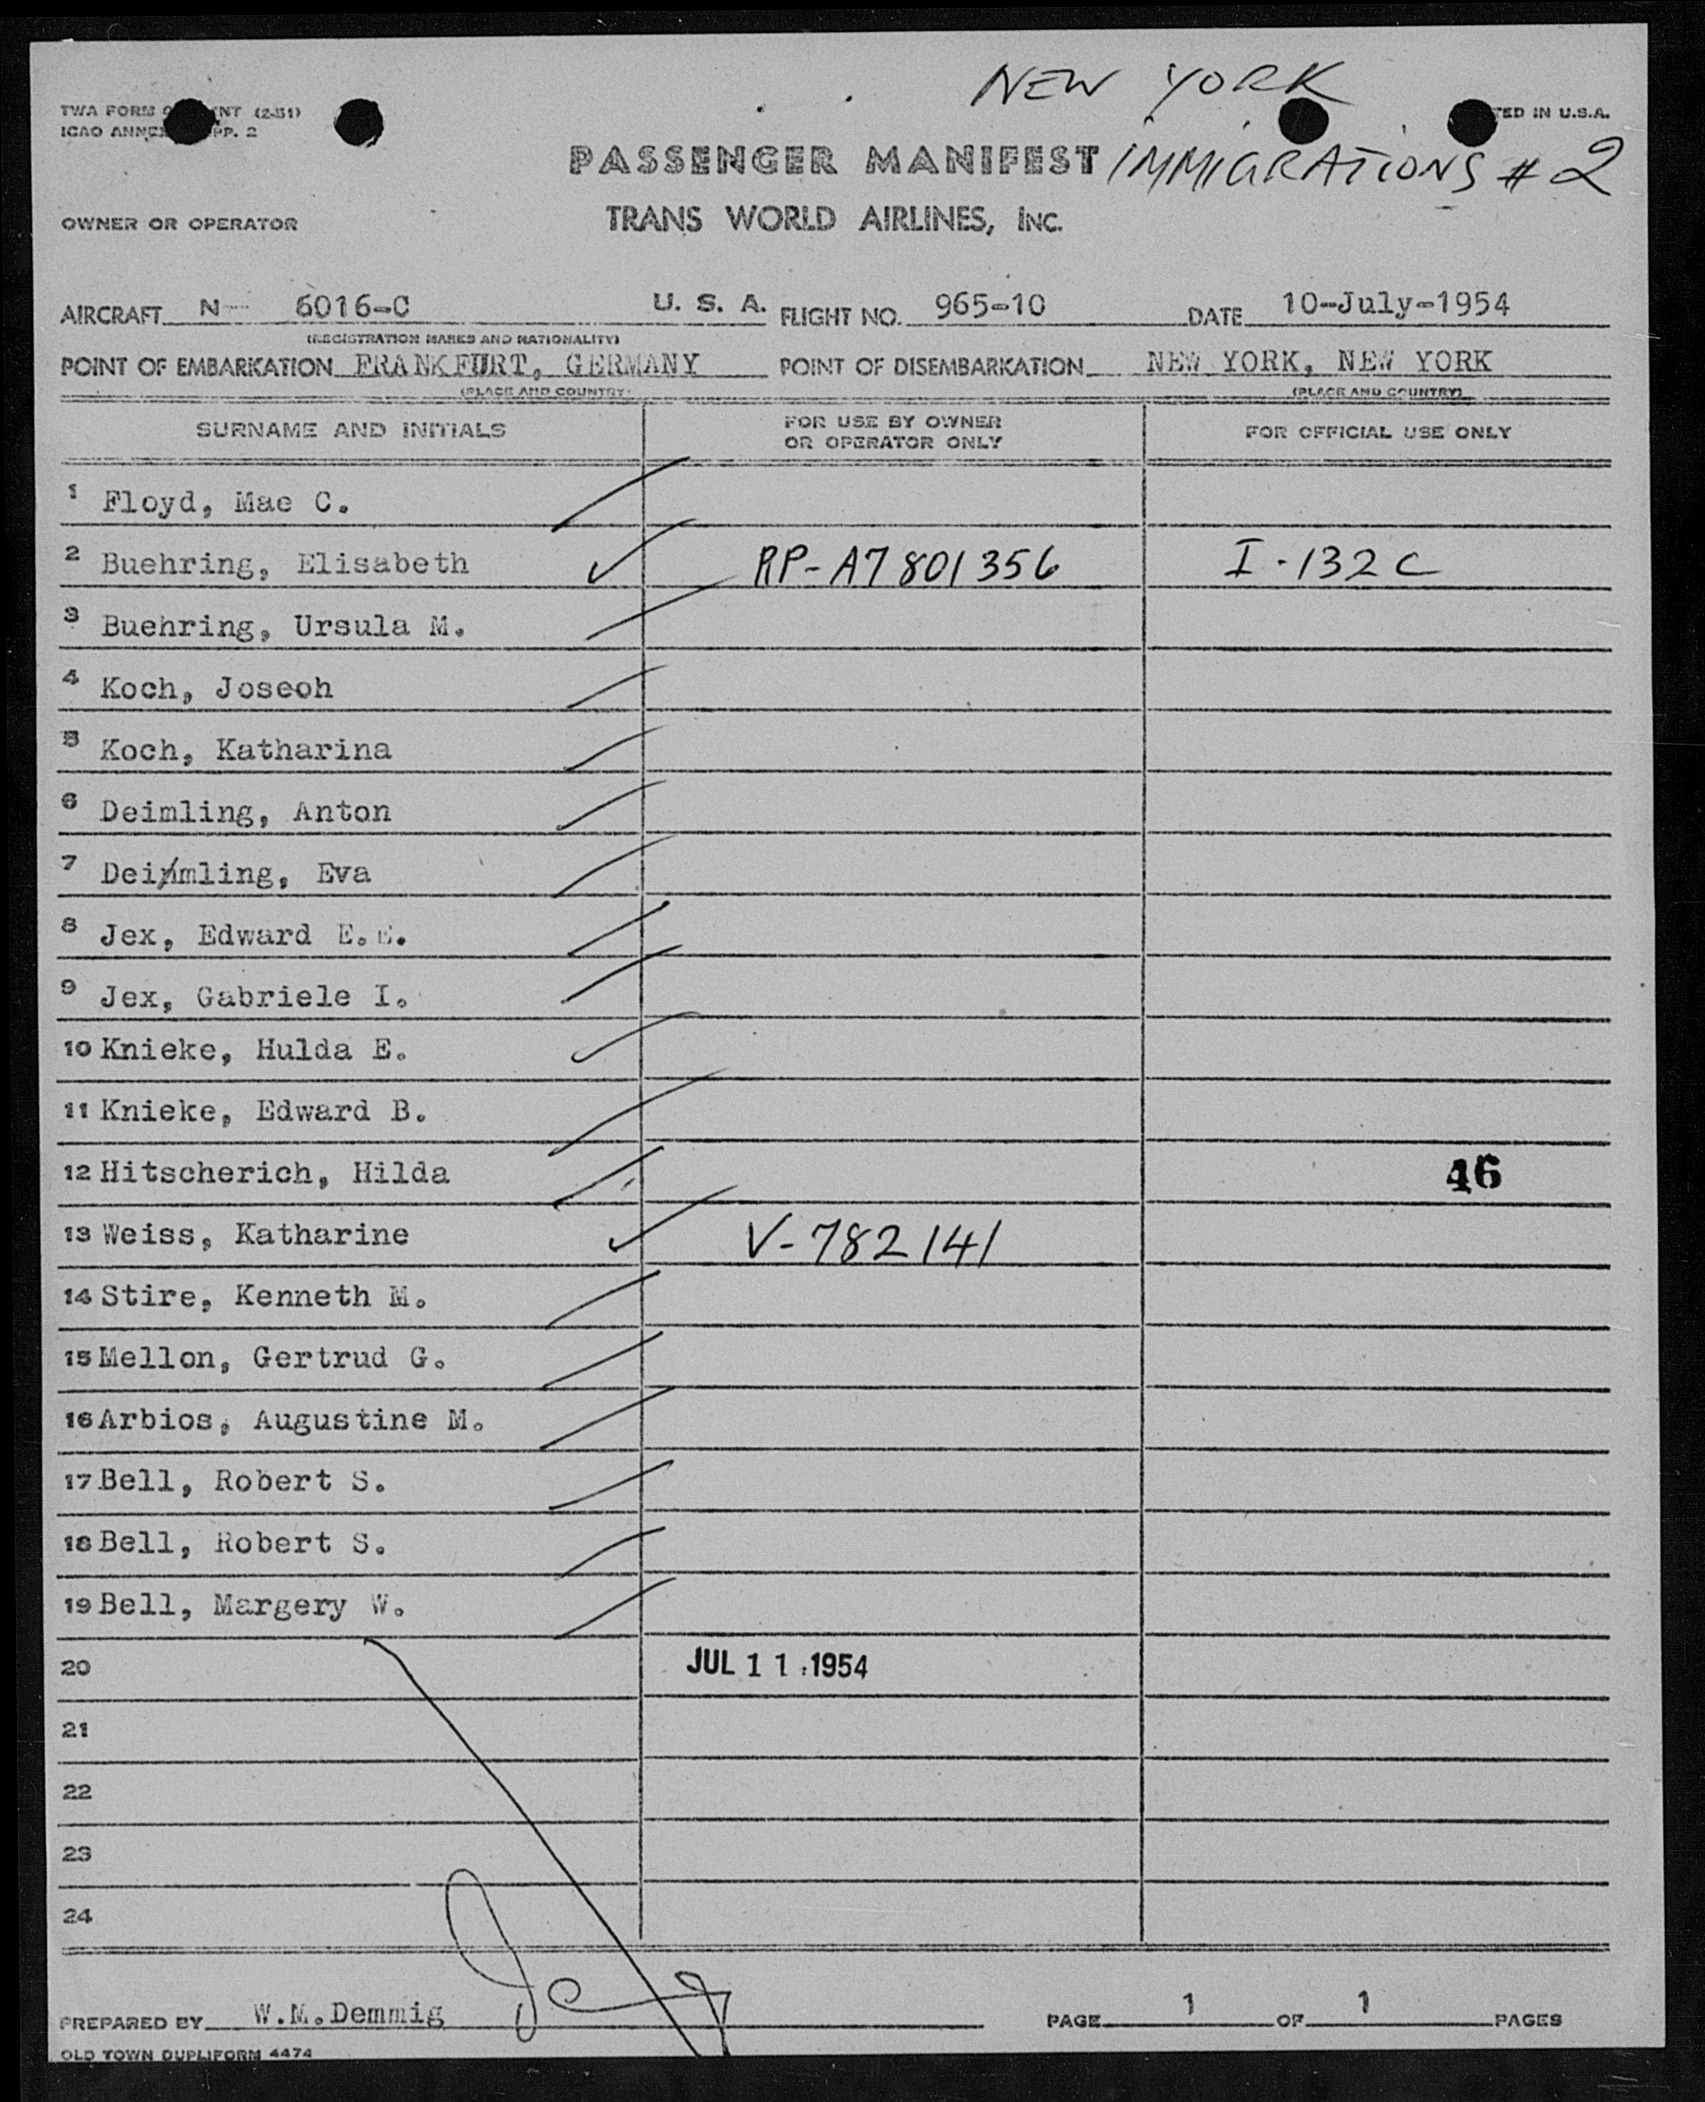 NEW YORK
TWA FORM NT (2-51)
TED IN U.S.A.
ICAO ANNEX PP. 2
PASSENGER MANIFEST IMMIGRATIONS # 2
OWNER OR OPERATOR TRANS WORLD AIRLINES, INC.
AIRCRAFT N- 6016-C U. S. A. FLIGHT NO. 965-10 DATE 10-July-1954
(REGISTRATION MARKS AND NATIONALITY)
POINT OF EMBARKATION FRANKFURT, GERMANY POINT OF DISEMBARKATION NEW YORK, NEW YORK
(PLACE AND COUNTRY) (PLACE AND COUNTRY)
SURNAME AND INITIALS FOR USE BY OWNER OR OPERATOR ONLY FOR OFFICIAL USE ONLY
1 Floyd, Mae C.
2 Buehring, Elisabeth RP-A7801356 I-132C
3 Buehring, Ursula M.
4 Koch, Joseoh
5 Koch, Katharina
6 Deimling, Anton
7 Deimling, Eva
8 Jex, Edward E.E.
9 Jex, Gabriele I.
10 Knieke, Hulda E.
11 Knieke, Edward B.
12 Hitscherich, Hilda 46
13 Weiss, Katharine V-782141
14 Stire, Kenneth M.
15 Mellon, Gertrud G.
16 Arbios, Augustine M.
17 Bell, Robert S.
18 Bell, Robert S.
19 Bell, Margery W.
20 JUL 11 1954
21
22
23
24
PREPARED BY W.M.Demmig PAGE 1 OF 1 PAGES
OLD TOWN DUPLIFORM 4474